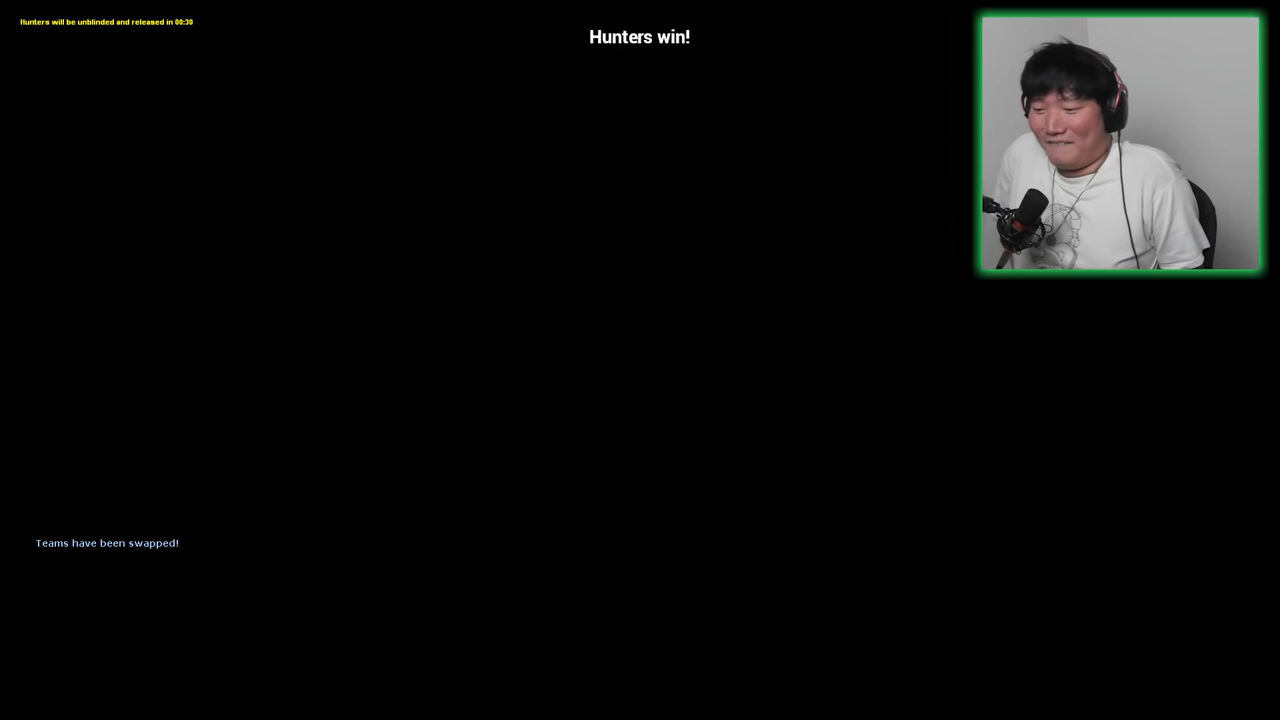 Hunters will be unblinded and released in 00:30
Hunters win!
Teams have been swapped!